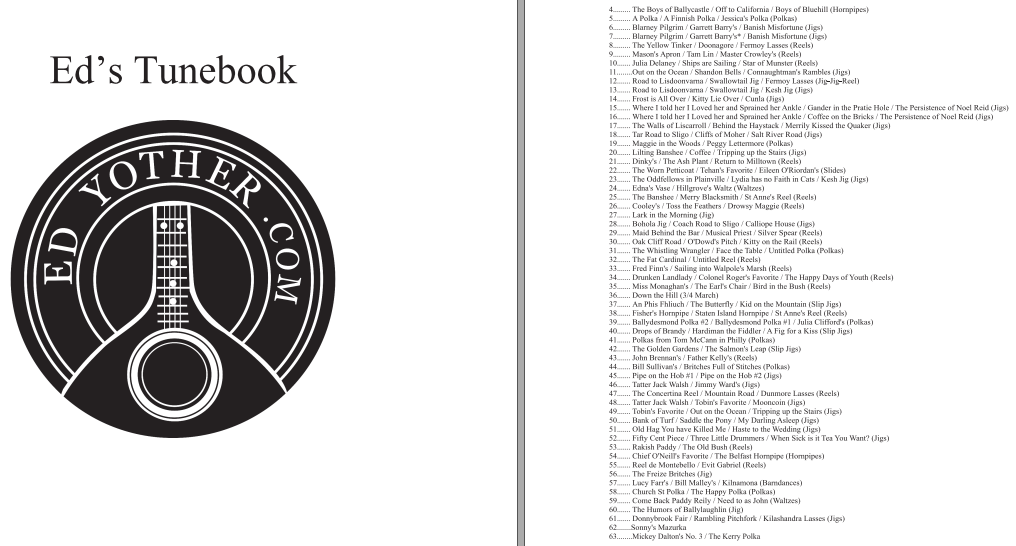 Ed's Tunebook
ED YOTHER.COM
4......... The Boys of Ballycastle / Off to California / Boys of Bluehill (Hornpipes)
5......... A Polka / A Finnish Polka / Jessica's Polka (Polkas)
6......... Blarney Pilgrim / Garrett Barry's / Banish Misfortune (Jigs)
7......... Blarney Pilgrim / Garrett Barry's* / Banish Misfortune (Jigs)
8......... The Yellow Tinker / Doonagore / Fermoy Lasses (Reels)
9......... Mason's Apron / Tam Lin / Master Crowley's (Reels)
10....... Julia Delaney / Ships are Sailing / Star of Munster (Reels)
11.......Out on the Ocean / Shandon Bells / Connaughtman's Rambles (Jigs)
12....... Road to Lisdoonvarna / Swallowtail Jig / Fermoy Lasses (Jig-Jig-Reel)
13....... Road to Lisdoonvarna / Swallowtail Jig / Kesh Jig (Jigs)
14....... Frost is All Over / Kitty Lie Over / Cunla (Jigs)
15....... Where I told her I Loved her and Sprained her Ankle / Gander in the Pratie Hole / The Persistence of Noel Reid (Jigs)
16....... Where I told her I Loved her and Sprained her Ankle / Coffee on the Bricks / The Persistence of Noel Reid (Jigs)
17....... The Walls of Liscarroll / Behind the Haystack / Merrily Kissed the Quaker (Jigs)
18....... Tar Road to Sligo / Cliffs of Moher / Salt River Road (Jigs)
19....... Maggie in the Woods / Peggy Lettermore (Polkas)
20....... Lilting Banshee / Coffee / Tripping up the Stairs (Jigs)
21....... Dinky's / The Ash Plant / Return to Milltown (Reels)
22....... The Worn Petticoat / Tehan's Favorite / Eileen O'Riordan's (Slides)
23....... The Oddfellows in Plainville / Lydia has no Faith in Cats / Kesh Jig (Jigs)
24....... Edna's Vase / Hillgrove's Waltz (Waltzes)
25....... The Banshee / Merry Blacksmith / St Anne's Reel (Reels)
26....... Cooley's / Toss the Feathers / Drowsy Maggie (Reels)
27....... Lark in the Morning (Jig)
28....... Bohola Jig / Coach Road to Sligo / Calliope House (Jigs)
29....... Maid Behind the Bar / Musical Priest / Silver Spear (Reels)
30....... Oak Cliff Road / O'Dowd's Pitch / Kitty on the Rail (Reels)
31....... The Whistling Wrangler / Face the Table / Untitled Polka (Polkas)
32....... The Fat Cardinal / Untitled Reel (Reels)
33....... Fred Finn's / Sailing into Walpole's Marsh (Reels)
34....... Drunken Landlady / Colonel Roger's Favorite / The Happy Days of Youth (Reels)
35....... Miss Monaghan's / The Earl's Chair / Bird in the Bush (Reels)
36....... Down the Hill (3/4 March)
37....... An Phis Fhliuch / The Butterfly / Kid on the Mountain (Slip Jigs)
38....... Fisher's Hornpipe / Staten Island Hornpipe / St Anne's Reel (Reels)
39....... Ballydesmond Polka #2 / Ballydesmond Polka #1 / Julia Clifford's (Polkas)
40....... Drops of Brandy / Hardiman the Fiddler / A Fig for a Kiss (Slip Jigs)
41....... Polkas from Tom McCann in Philly (Polkas)
42....... The Golden Gardens / The Salmon's Leap (Slip Jigs)
43....... John Brennan's / Father Kelly's (Reels)
44....... Bill Sullivan's / Britches Full of Stitches (Polkas)
45....... Pipe on the Hob #1 / Pipe on the Hob #2 (Jigs)
46....... Tatter Jack Walsh / Jimmy Ward's (Jigs)
47....... The Concertina Reel / Mountain Road / Dunmore Lasses (Reels)
48....... Tatter Jack Walsh / Tobin's Favorite / Mooncoin (Jigs)
49....... Tobin's Favorite / Out on the Ocean / Tripping up the Stairs (Jigs)
50....... Bank of Turf / Saddle the Pony / My Darling Asleep (Jigs)
51....... Old Hag You have Killed Me / Haste to the Wedding (Jigs)
52....... Fifty Cent Piece / Three Little Drummers / When Sick is it Tea You Want? (Jigs)
53....... Rakish Paddy / The Old Bush (Reels)
54....... Chief O'Neill's Favorite / The Belfast Hornpipe (Hornpipes)
55....... Reel de Montebello / Evit Gabriel (Reels)
56....... The Freize Britches (Jig)
57....... Lucy Farr's / Bill Malley's / Kilnamona (Barndances)
58....... Church St Polka / The Happy Polka (Polkas)
59....... Come Back Paddy Reily / Need to as John (Waltzes)
60....... The Humors of Ballylaughlin (Jig)
61....... Donnybrook Fair / Rambling Pitchfork / Kilashandra Lasses (Jigs)
62.......Sonny's Mazurka
63........Mickey Dalton's No. 3 / The Kerry Polka